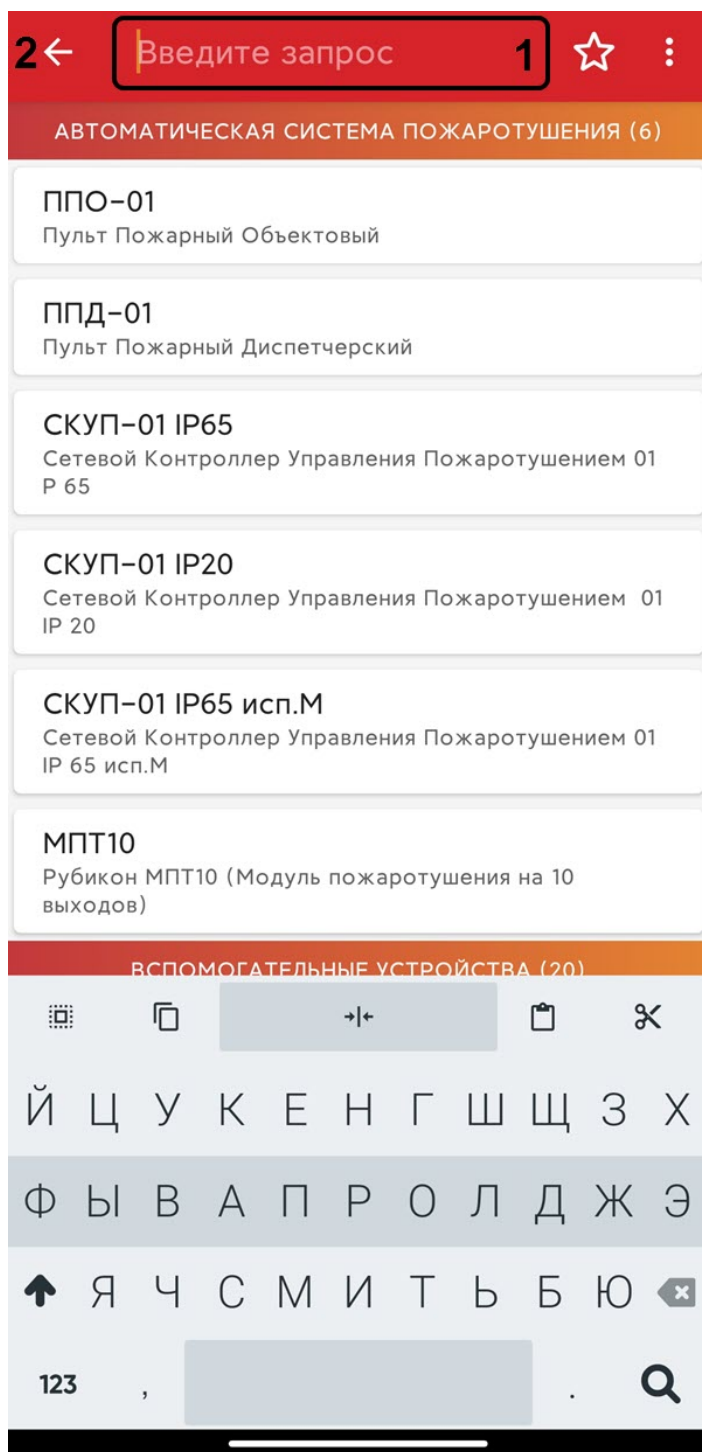 2 Введите запрос 1
АВТОМАТИЧЕСКАЯ СИСТЕМА ПОЖАРОТУШЕНИЯ (6)
ППО-01
Пульт Пожарный Объектовый
ППД-01
Пульт Пожарный Диспетчерский
СКУП-01 IP65
Сетевой Контроллер Управления Пожаротушением 01
P 65
СКУП-01 IP20
Сетевой Контроллер Управления Пожаротушением 01
IP 20
СКУП-01 IP65 исп.М
Сетевой Контроллер Управления Пожаротушением 01
IP 65 исп.М
МПТ10
Рубикон МПТ10 (Модуль пожаротушения на 10
выходов)
ВСПОМОГАТЕЛЬНЫЕ УСТРОЙСТВА (20)
Й Ц У К Е Н Г Ш Щ З Х
Ф Ы В А П Р О Л Д Ж Э
Я Ч С М И Т Ь Б Ю
123 , .